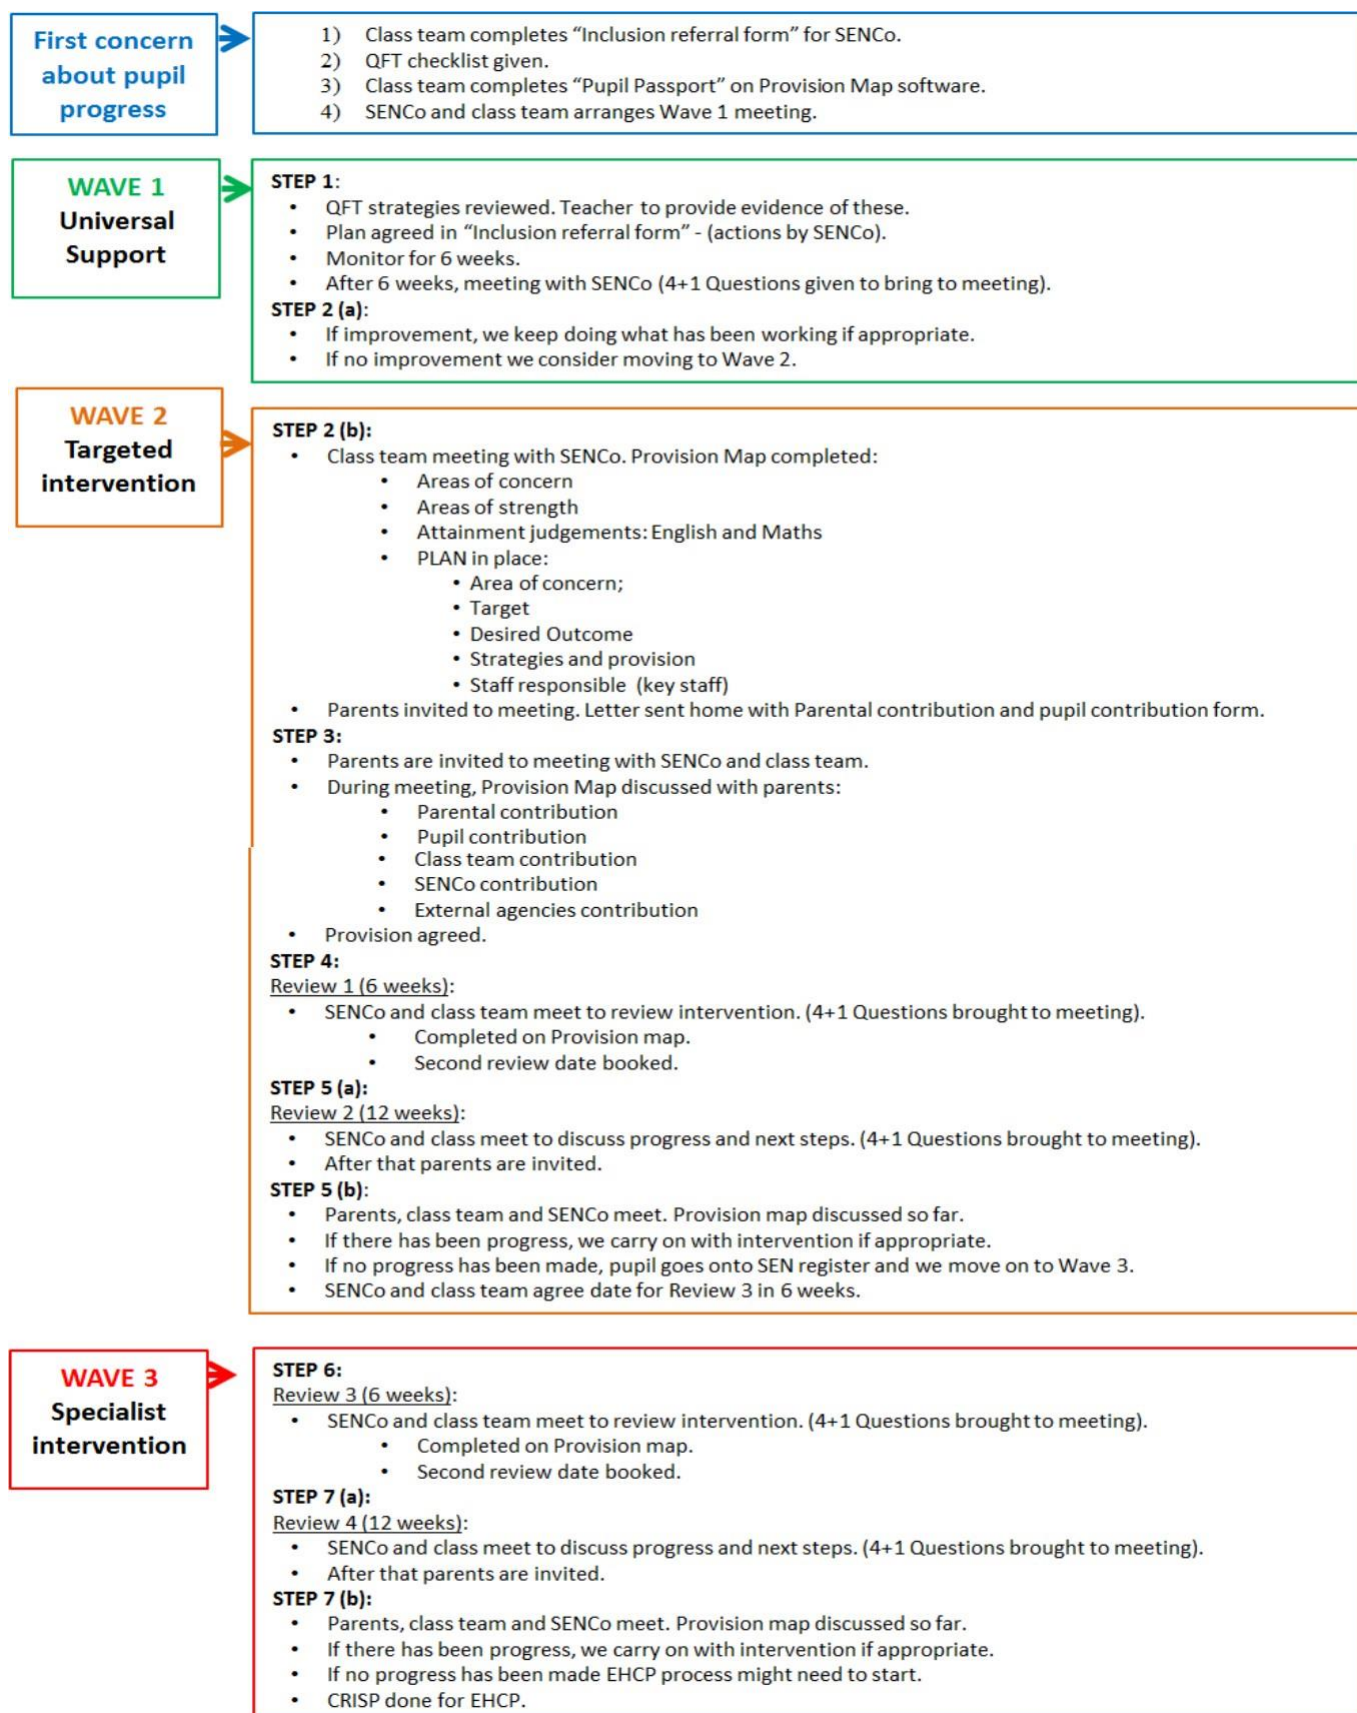 First concern
about pupil
progress
1) Class team completes “Inclusion referral form” for SENCo.
2) QFT checklist given.
3) Class team completes “Pupil Passport” on Provision Map software.
4) SENCo and class team arranges Wave 1 meeting.
WAVE 1
Universal
Support
STEP 1:
• QFT strategies reviewed. Teacher to provide evidence of these.
• Plan agreed in “Inclusion referral form” - (actions by SENCo).
• Monitor for 6 weeks.
• After 6 weeks, meeting with SENCo (4+1 Questions given to bring to meeting).
STEP 2 (a):
• If improvement, we keep doing what has been working if appropriate.
• If no improvement we consider moving to Wave 2.
WAVE 2
Targeted
intervention
STEP 2 (b):
• Class team meeting with SENCo. Provision Map completed:
• Areas of concern
• Areas of strength
• Attainment judgements: English and Maths
• PLAN in place:
• Area of concern;
• Target
• Desired Outcome
• Strategies and provision
• Staff responsible (key staff)
• Parents invited to meeting. Letter sent home with Parental contribution and pupil contribution form.
STEP 3:
• Parents are invited to meeting with SENCo and class team.
• During meeting, Provision Map discussed with parents:
• Parental contribution
• Pupil contribution
• Class team contribution
• SENCo contribution
• External agencies contribution
• Provision agreed.
STEP 4:
Review 1 (6 weeks):
• SENCo and class team meet to review intervention. (4+1 Questions brought to meeting).
• Completed on Provision map.
• Second review date booked.
STEP 5 (a):
Review 2 (12 weeks):
• SENCo and class meet to discuss progress and next steps. (4+1 Questions brought to meeting).
• After that parents are invited.
STEP 5 (b):
• Parents, class team and SENCo meet. Provision map discussed so far.
• If there has been progress, we carry on with intervention if appropriate.
• If no progress has been made, pupil goes onto SEN register and we move on to Wave 3.
• SENCo and class team agree date for Review 3 in 6 weeks.
WAVE 3
Specialist
intervention
STEP 6:
Review 3 (6 weeks):
• SENCo and class team meet to review intervention. (4+1 Questions brought to meeting).
• Completed on Provision map.
• Second review date booked.
STEP 7 (a):
Review 4 (12 weeks):
• SENCo and class meet to discuss progress and next steps. (4+1 Questions brought to meeting).
• After that parents are invited.
STEP 7 (b):
• Parents, class team and SENCo meet. Provision map discussed so far.
• If there has been progress, we carry on with intervention if appropriate.
• If no progress has been made EHCP process might need to start.
• CRISP done for EHCP.